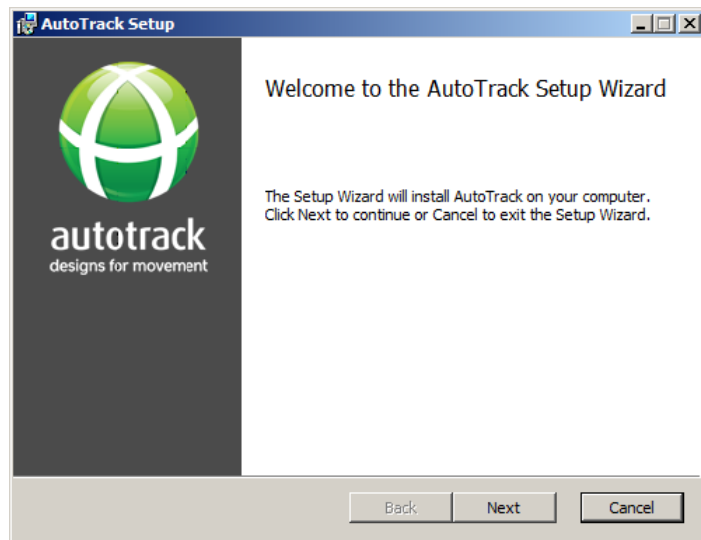 AutoTrack Setup
Welcome to the AutoTrack Setup Wizard
The Setup Wizard will install AutoTrack on your computer.
Click Next to continue or Cancel to exit the Setup Wizard.
autotrack
designs for movement
Back
Next
Cancel